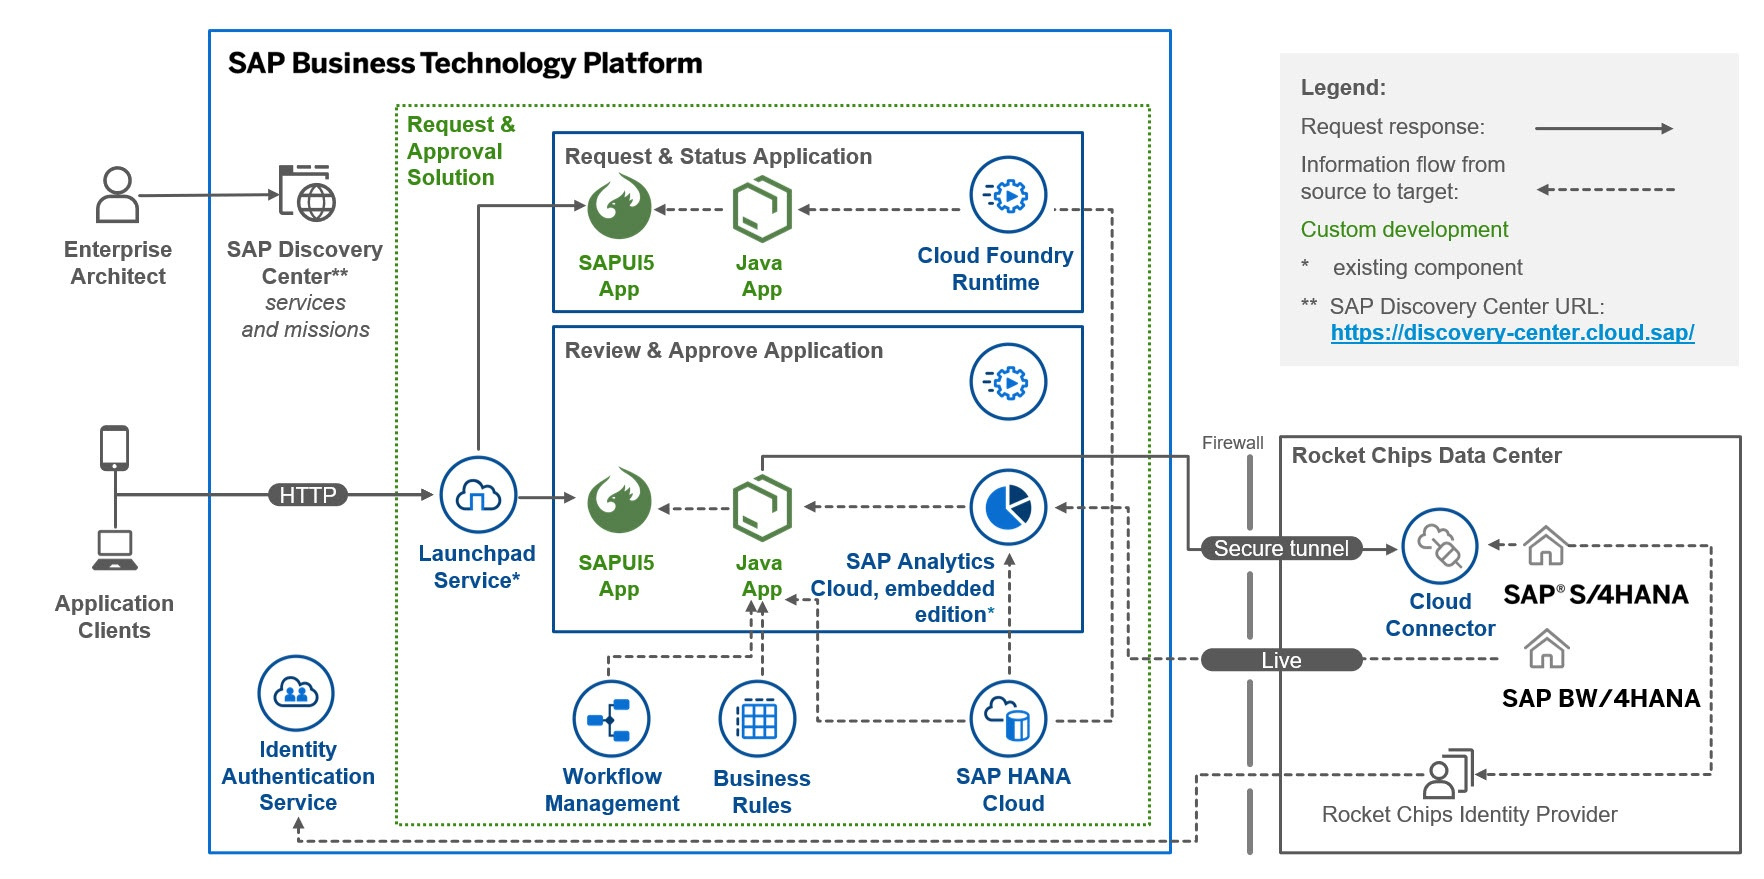 SAP Business Technology Platform
Request &
Approval
Solution
Request & Status Application
SAPUI5
App
Java
App
Cloud Foundry
Runtime
Enterprise
Architect
SAP Discovery
Center**
services
and missions
Review & Approve Application
HTTP
Launchpad
Service*
SAPUI5
App
Java
App
SAP Analytics
Cloud, embedded
edition*
Application
Clients
Identity
Authentication
Service
Workflow
Management
Business
Rules
SAP HANA
Cloud
Legend:
Request response:
Information flow from
source to target:
Custom development
* existing component
** SAP Discovery Center URL:
https://discovery-center.cloud.sap/
Firewall
Rocket Chips Data Center
Secure tunnel
Cloud
Connector
SAP® S/4HANA
Live
SAP BW/4HANA
Rocket Chips Identity Provider